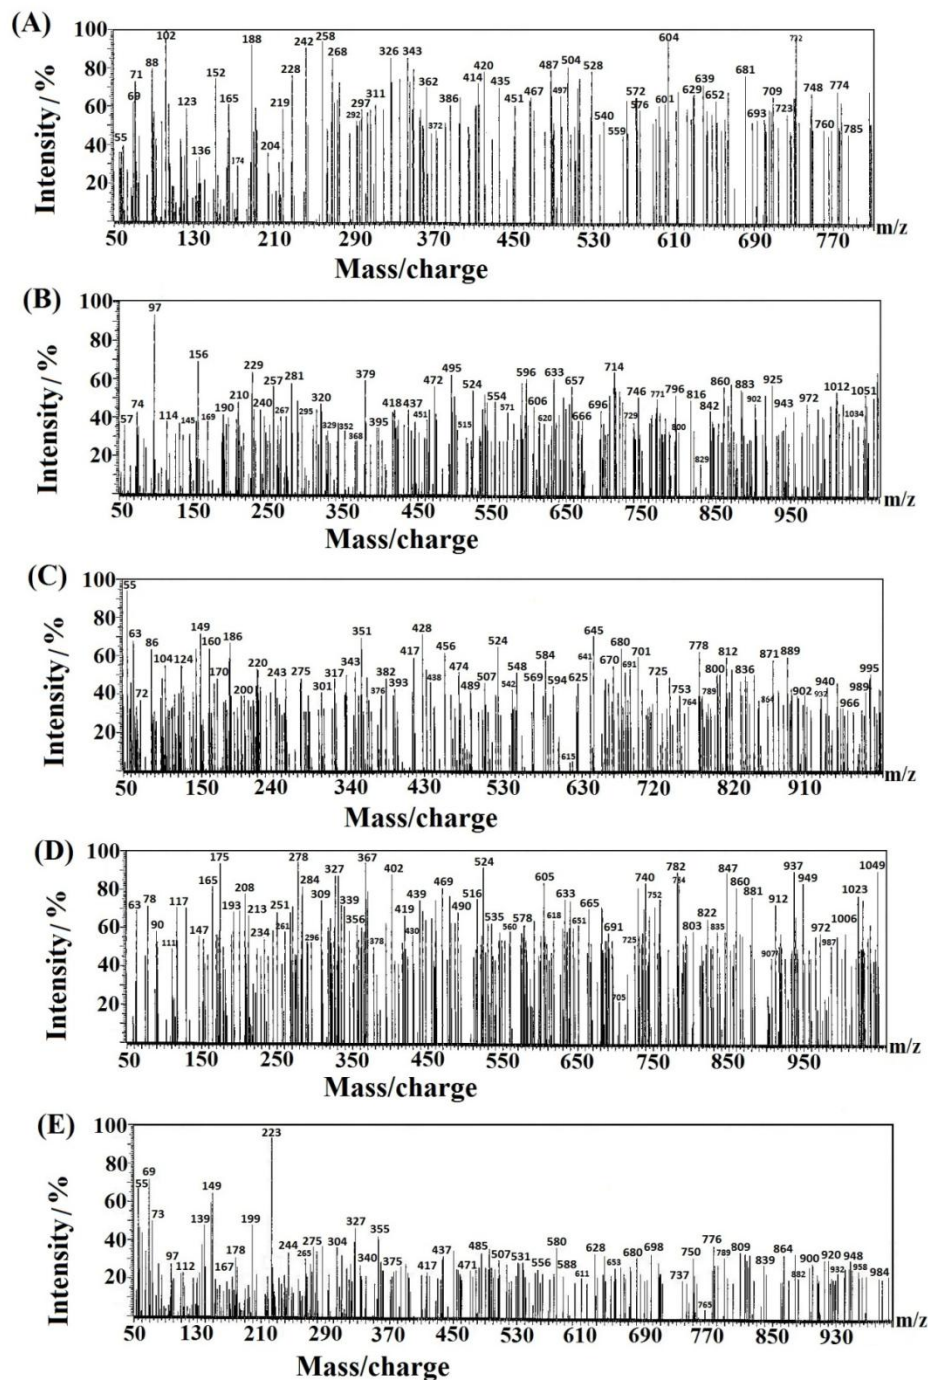 (A)
Intensity / %
100
80
60
40
20
55 69 71 88 102 123 136 152 165 174 188 204 219 228 242 258 268 292 297 311 326 343 362 372 386 414 420 435 451 467 487 497 504 528 540 559 572 576 601 604 629 639 652 681 693 709 723 748 760 774 785
50 130 210 290 370 450 530 610 690 770 m/z
Mass/charge
(B)
Intensity / %
100
80
60
40
20
57 74 97 114 145 156 169 190 210 229 240 257 267 281 295 320 329 352 368 379 395 418 437 451 472 495 515 524 554 571 596 606 620 633 657 666 696 714 729 746 771 796 800 816 829 842 860 883 902 925 943 972 1012 1034 1051
50 150 250 350 450 550 650 750 850 950 m/z
Mass/charge
(C)
Intensity / %
100
80
60
40
20
55 63 72 86 104 124 149 160 170 186 200 220 243 275 301 317 343 351 376 382 393 417 428 438 456 474 489 507 524 542 548 569 584 594 615 625 641 645 670 680 691 701 725 753 764 778 789 800 812 836 864 871 889 902 932 940 966 989 995
50 150 240 340 440 530 630 720 820 910 m/z
Mass/charge
(D)
Intensity / %
100
80
60
40
20
63 78 90 111 117 147 165 175 193 208 213 234 251 261 278 284 296 309 327 339 356 367 378 402 419 430 439 469 490 516 524 535 560 578 605 618 633 651 665 691 705 725 740 752 782 803 822 835 847 860 881 907 912 937 949 972 987 1006 1023 1049
50 150 250 350 450 550 650 750 850 950 m/z
Mass/charge
(E)
Intensity / %
100
80
60
40
20
55 69 73 97 112 139 149 167 178 199 223 244 265 275 304 327 340 355 375 417 437 471 485 507 531 556 580 588 611 628 653 680 698 737 750 765 776 789 809 839 864 882 900 920 932 948 958 984
50 130 210 290 370 450 530 610 690 770 850 930 m/z
Mass/charge